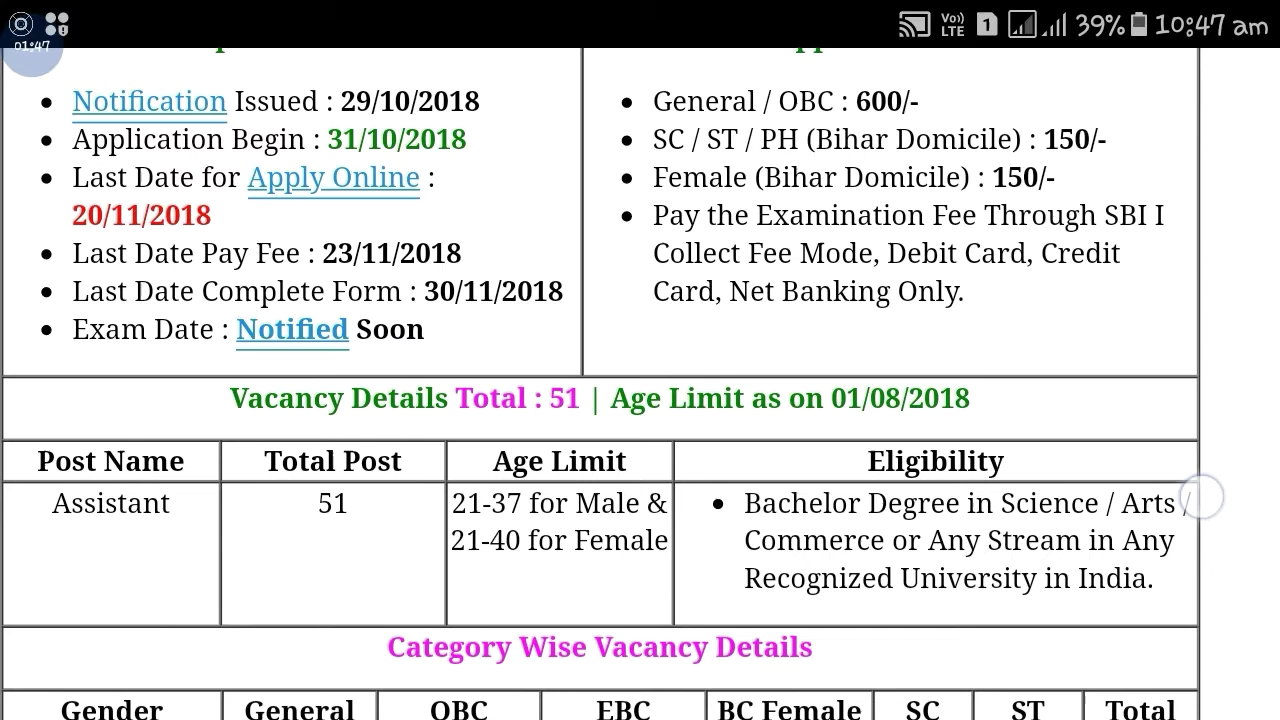 Vo)) LTE 1 39% 10:47 am
01:47
Notification Issued : 29/10/2018
Application Begin : 31/10/2018
Last Date for Apply Online :
20/11/2018
Last Date Pay Fee : 23/11/2018
Last Date Complete Form : 30/11/2018
Exam Date : Notified Soon
General / OBC : 600/-
SC / ST / PH (Bihar Domicile) : 150/-
Female (Bihar Domicile) : 150/-
Pay the Examination Fee Through SBI I
Collect Fee Mode, Debit Card, Credit
Card, Net Banking Only.
Vacancy Details Total : 51 | Age Limit as on 01/08/2018
Post Name Total Post Age Limit Eligibility
Assistant 51 21-37 for Male &
21-40 for Female
Bachelor Degree in Science / Arts /
Commerce or Any Stream in Any
Recognized University in India.
Category Wise Vacancy Details
Gender General OBC EBC BC Female SC ST Total